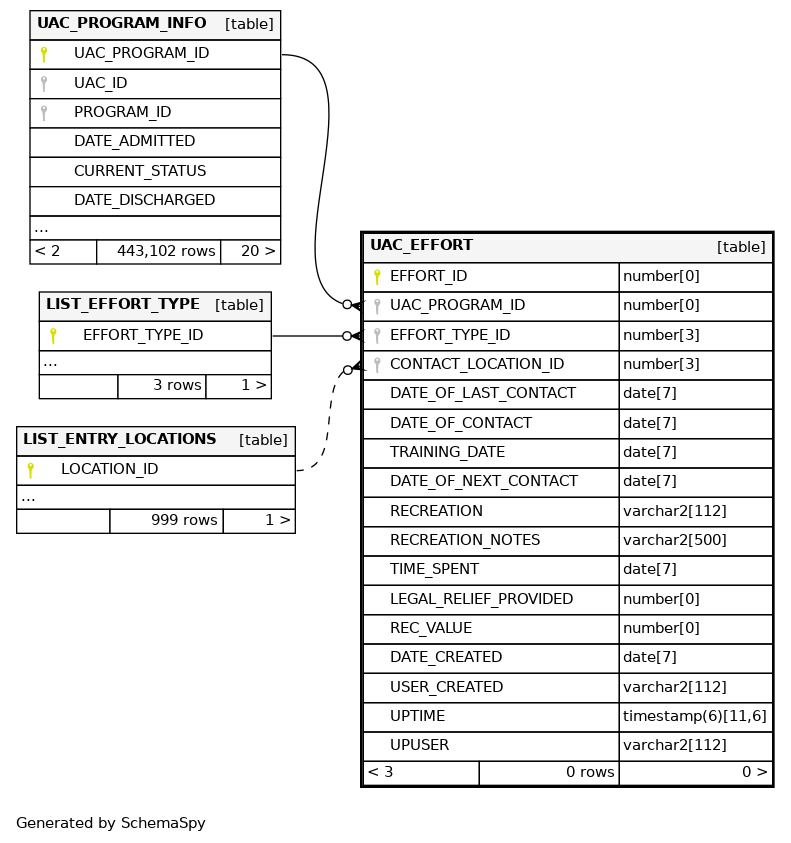 UAC_PROGRAM_INFO [table]
UAC_PROGRAM_ID
UAC_ID
PROGRAM_ID
DATE_ADMITTED
CURRENT_STATUS
DATE_DISCHARGED
...
< 2 443,102 rows 20 >
LIST_EFFORT_TYPE [table]
EFFORT_TYPE_ID
...
3 rows 1 >
LIST_ENTRY_LOCATIONS [table]
LOCATION_ID
...
999 rows 1 >
UAC_EFFORT [table]
EFFORT_ID number[0]
UAC_PROGRAM_ID number[0]
EFFORT_TYPE_ID number[3]
CONTACT_LOCATION_ID number[3]
DATE_OF_LAST_CONTACT date[7]
DATE_OF_CONTACT date[7]
TRAINING_DATE date[7]
DATE_OF_NEXT_CONTACT date[7]
RECREATION varchar2[112]
RECREATION_NOTES varchar2[500]
TIME_SPENT date[7]
LEGAL_RELIEF_PROVIDED number[0]
REC_VALUE number[0]
DATE_CREATED date[7]
USER_CREATED varchar2[112]
UPTIME timestamp(6)[11,6]
UPUSER varchar2[112]
< 3 0 rows 0 >
Generated by SchemaSpy